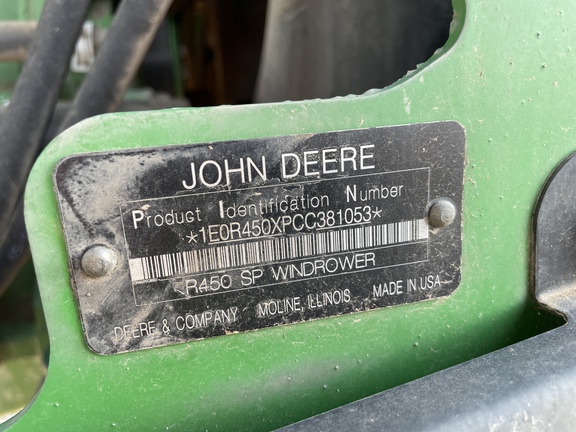 JOHN DEERE
Product Identification Number
*1E0R450XPCC381053*
R450 SP WINDROWER
DEERE & COMPANY MOLINE, ILLINOIS MADE IN USA